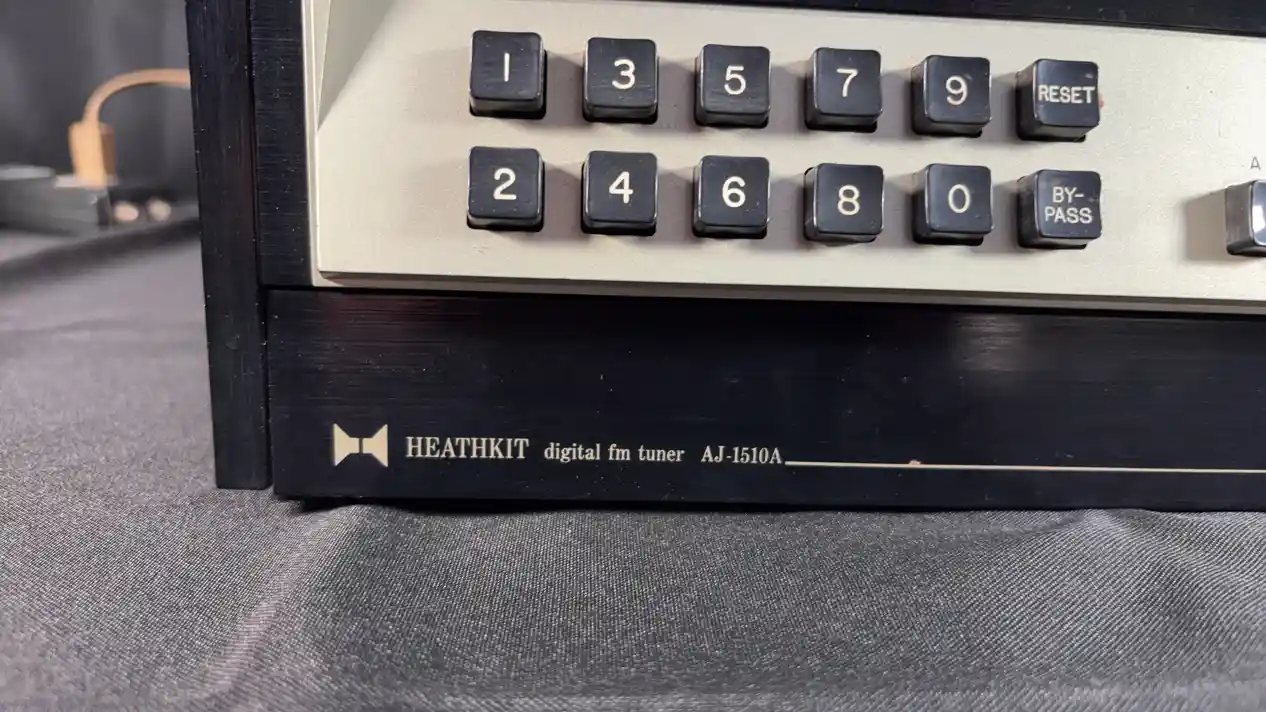 1 3 5 7 9 RESET
2 4 6 8 0 BY-
PASS
A
HEATHKIT digital fm tuner AJ-1510A